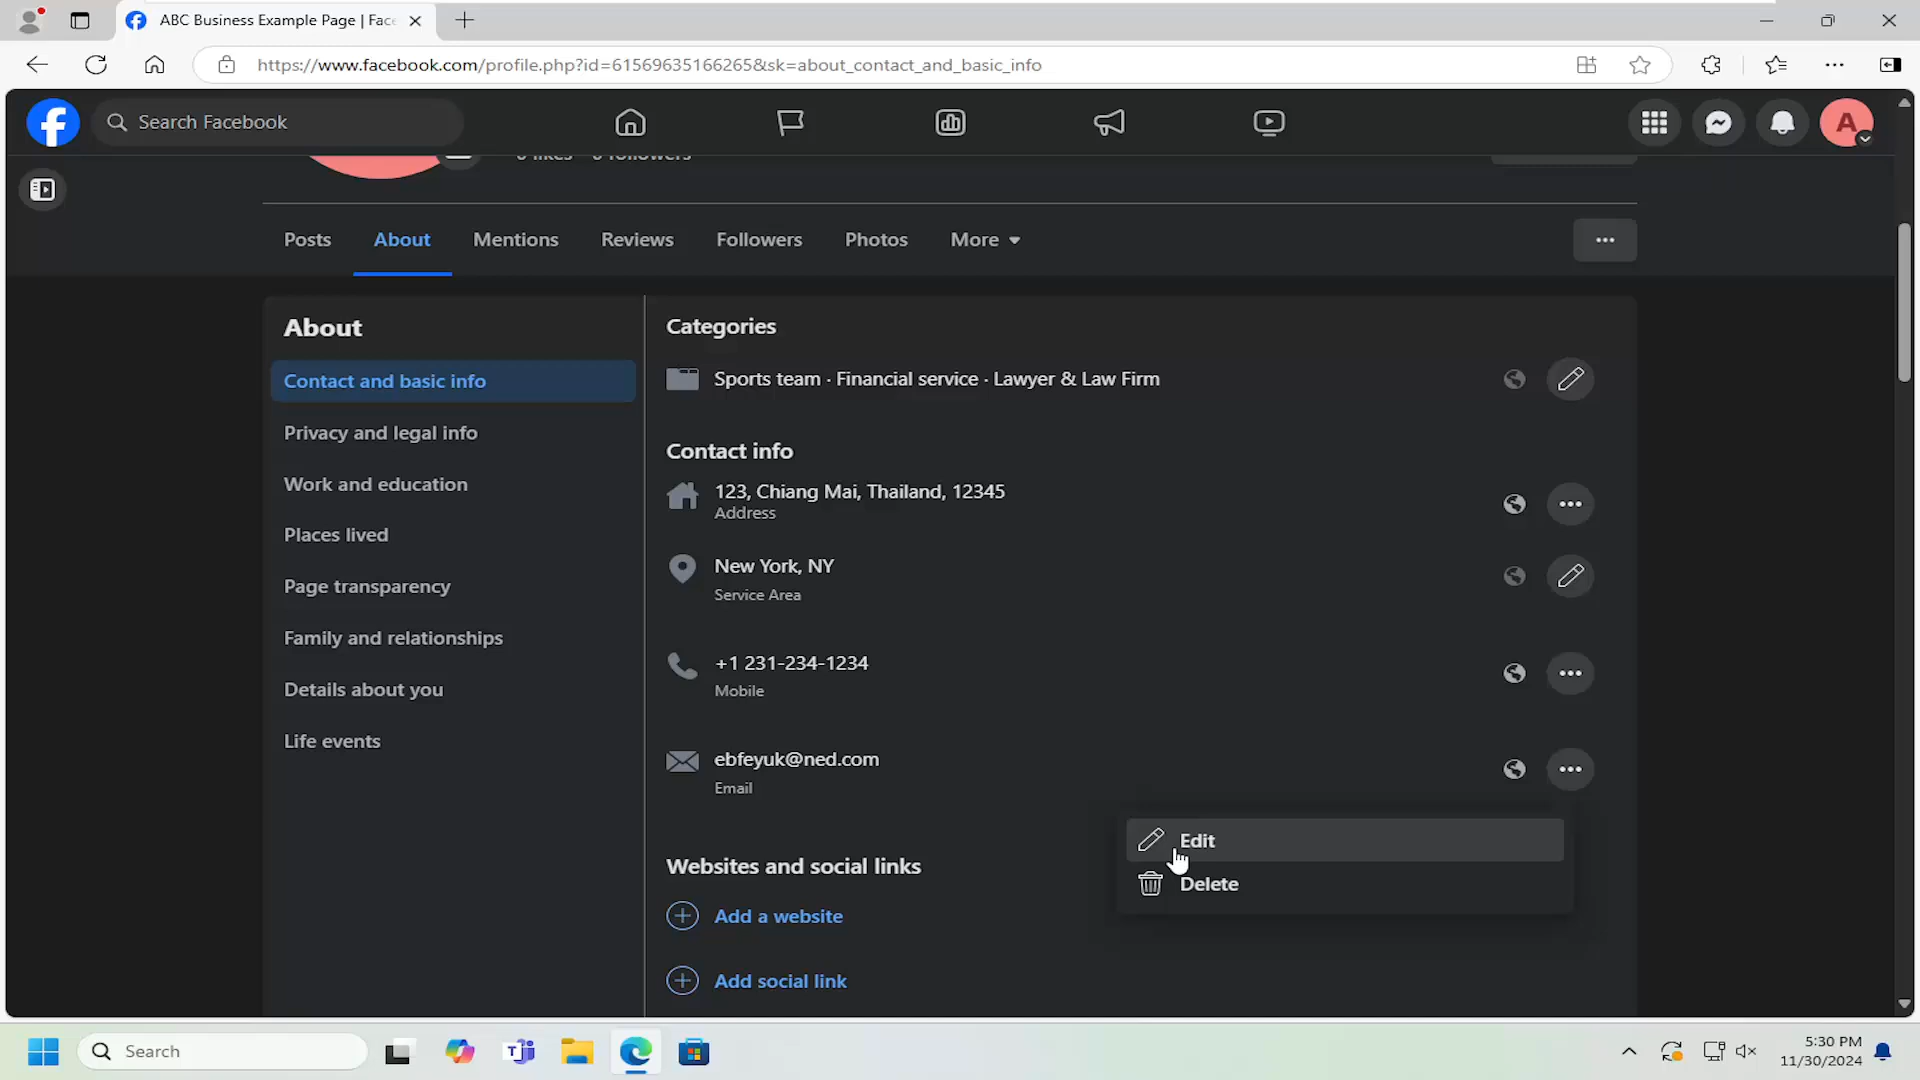 ABC Business Example Page | Fac
https://www.facebook.com/profile.php?id=61569635166265&sk=about_contact_and_basic_info
Search Facebook
A
0 likes 0 followers
Posts
About
Mentions
Reviews
Followers
Photos
More
About
Contact and basic info
Privacy and legal info
Work and education
Places lived
Page transparency
Family and relationships
Details about you
Life events
Categories
Sports team · Financial service · Lawyer & Law Firm
Contact info
123, Chiang Mai, Thailand, 12345
Address
New York, NY
Service Area
+1 231-234-1234
Mobile
ebfeyuk@ned.com
Email
Edit
Delete
Websites and social links
Add a website
Add social link
Search
5:30 PM
11/30/2024